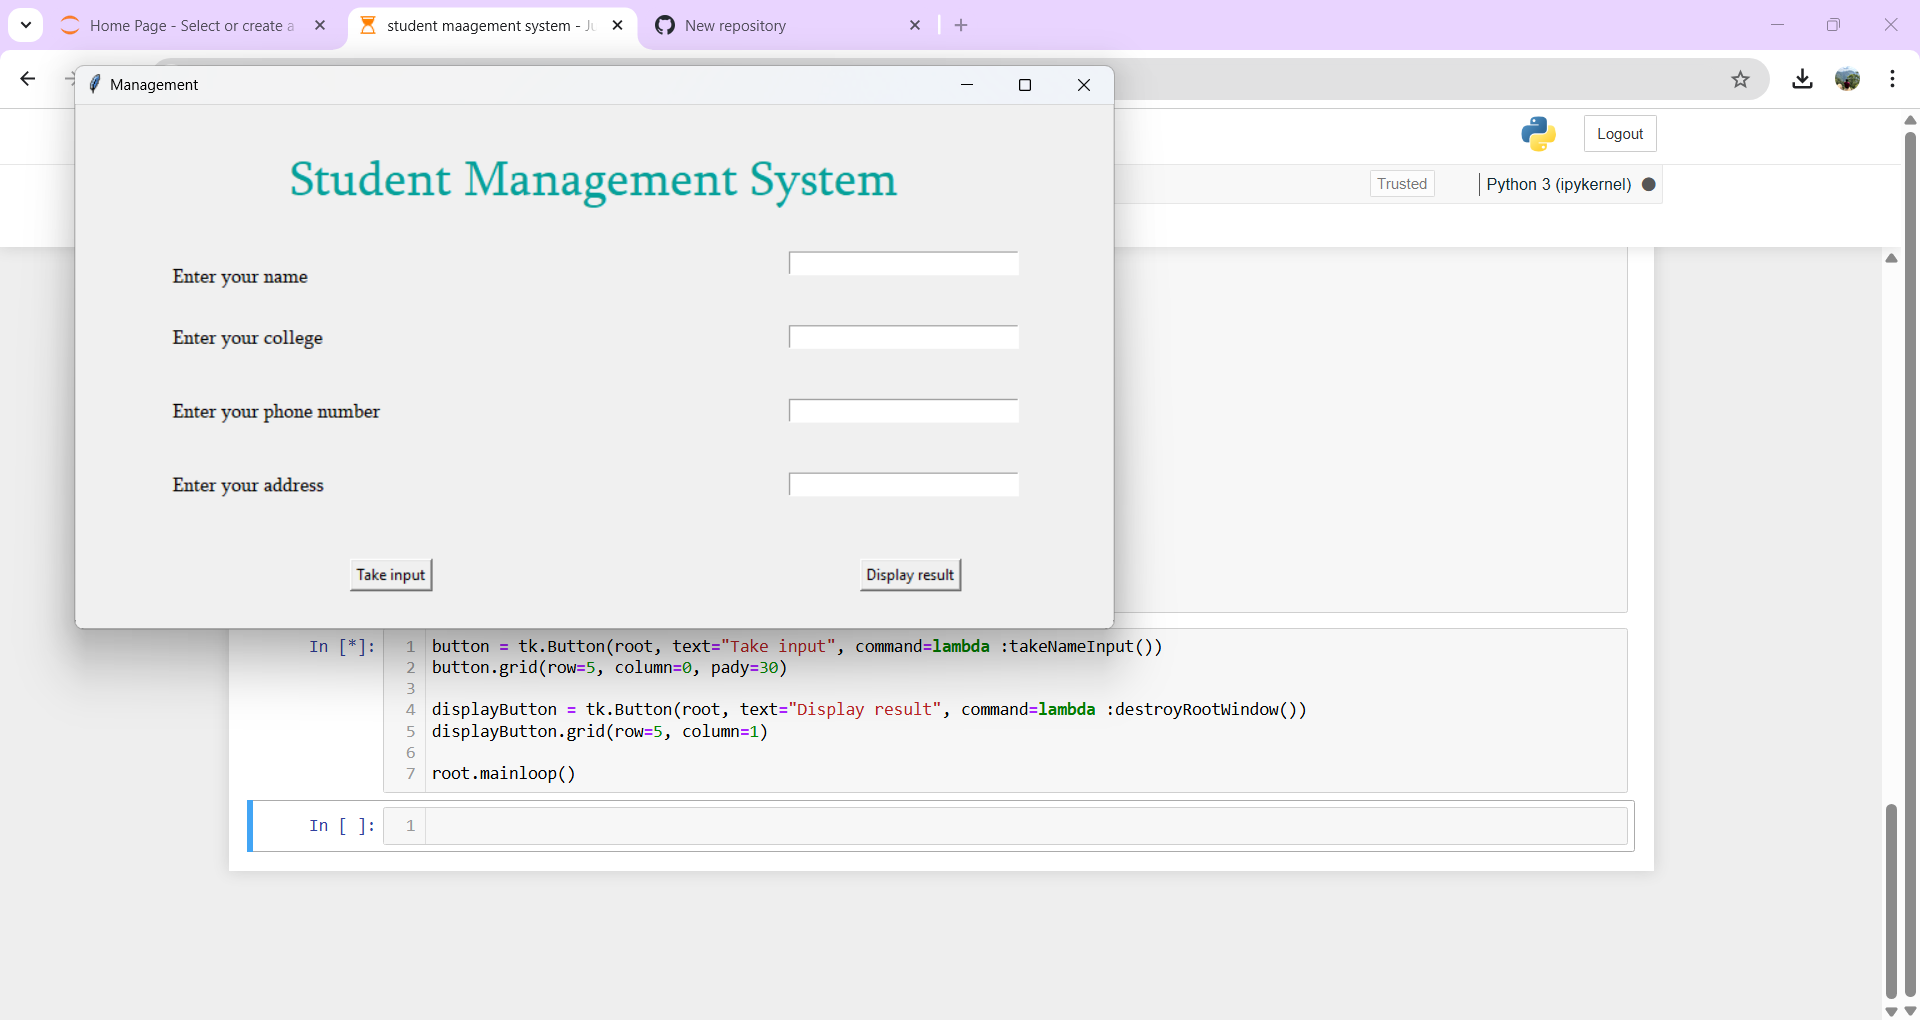 Home Page - Select or create a
student maagement system - Ju
New repository
Management
Logout
Student Management System
Trusted
Python 3 (ipykernel)
Enter your name
Enter your college
Enter your phone number
Enter your address
Take input
Display result
In [*]:
1 button = tk.Button(root, text="Take input", command=lambda :takeNameInput())
2 button.grid(row=5, column=0, pady=30)
3
4 displayButton = tk.Button(root, text="Display result", command=lambda :destroyRootWindow())
5 displayButton.grid(row=5, column=1)
6
7 root.mainloop()
In [ ]:
1